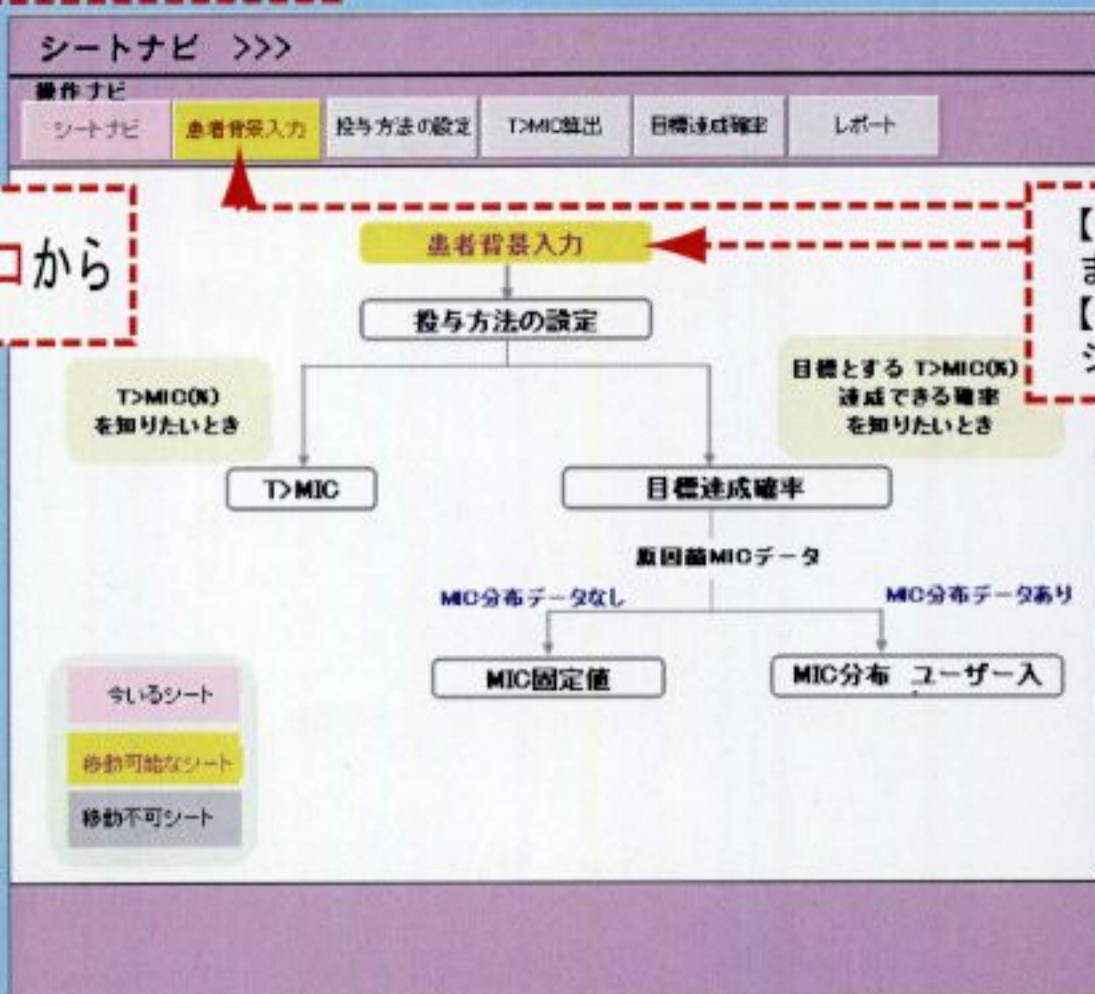 シートナビ >>>
操作ナビ
シートナビ
患者背景入力
投与方法の設定
T>MIC算出
目標達成確率
レポート
コから
【
ま
【
シ
患者背景入力
投与方法の設定
T>MIC(%)
を知りたいとき
目標とする T>MIC(%)
達成できる確率
を知りたいとき
T>MIC
目標達成確率
原因菌MICデータ
MIC分布データなし
MIC分布データあり
MIC固定値
MIC分布 ユーザー入
今いるシート
移動可能なシート
移動不可シート